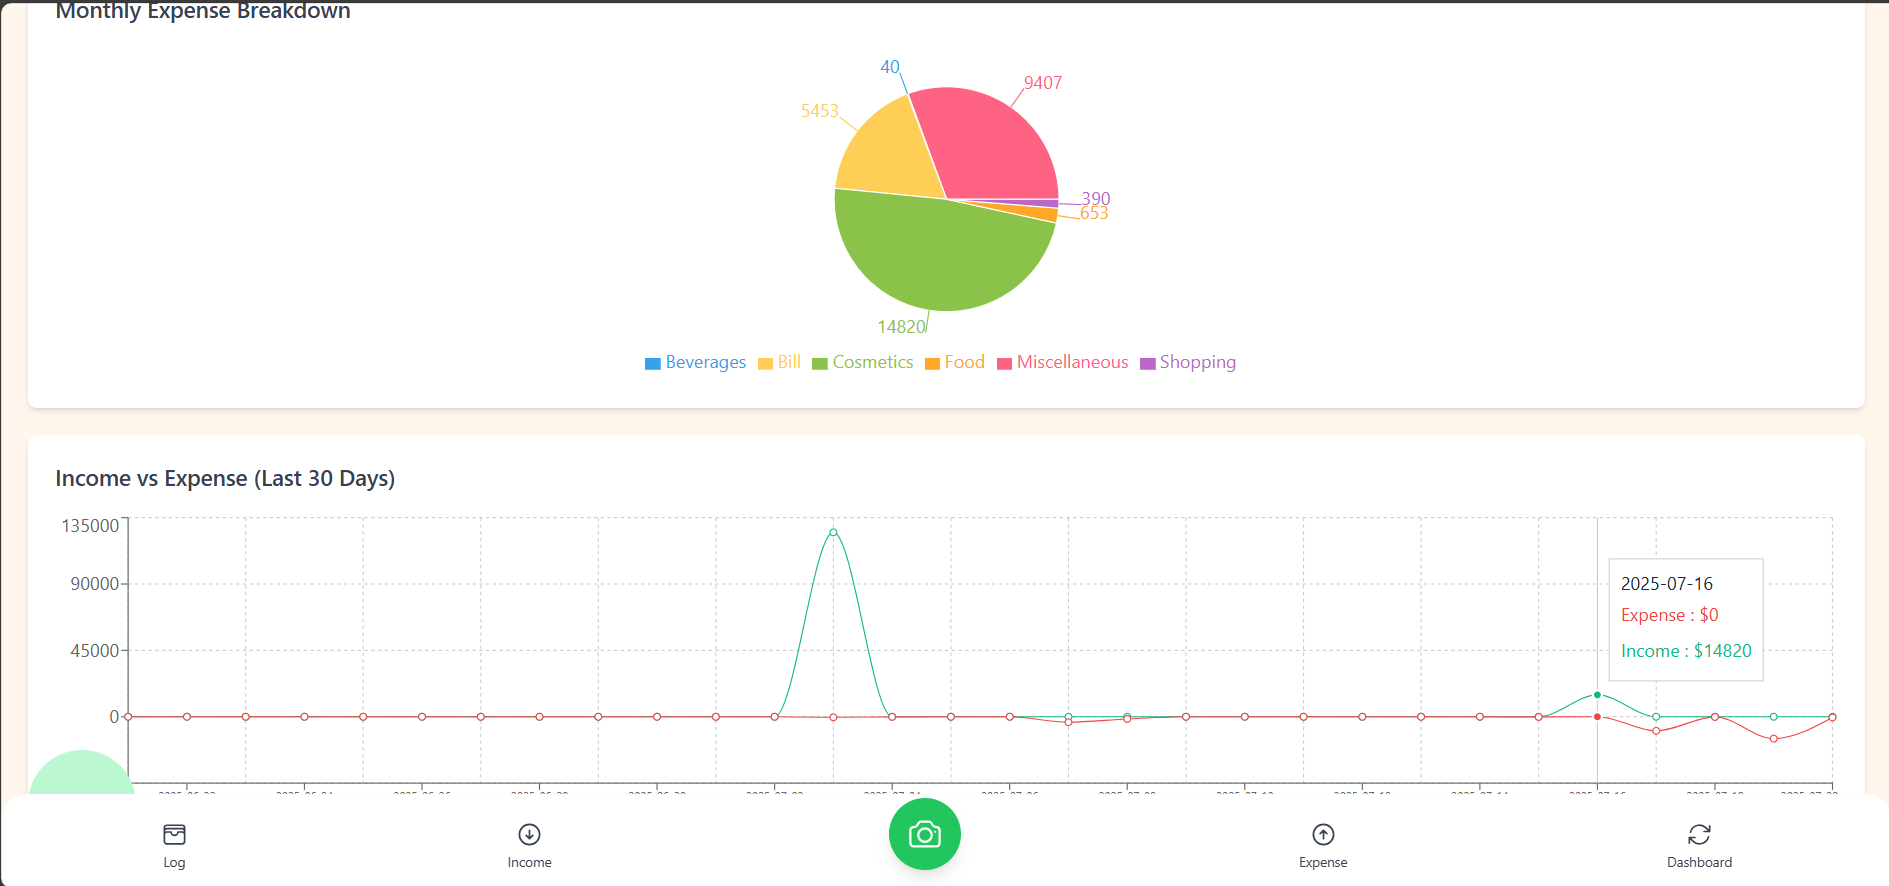 Monthly Expense Breakdown
40
9407
5453
390
653
14820
Beverages Bill Cosmetics Food Miscellaneous Shopping
Income vs Expense (Last 30 Days)
135000
90000
45000
0
2025-07-16
Expense : $0
Income : $14820
Log
Income
Expense
Dashboard